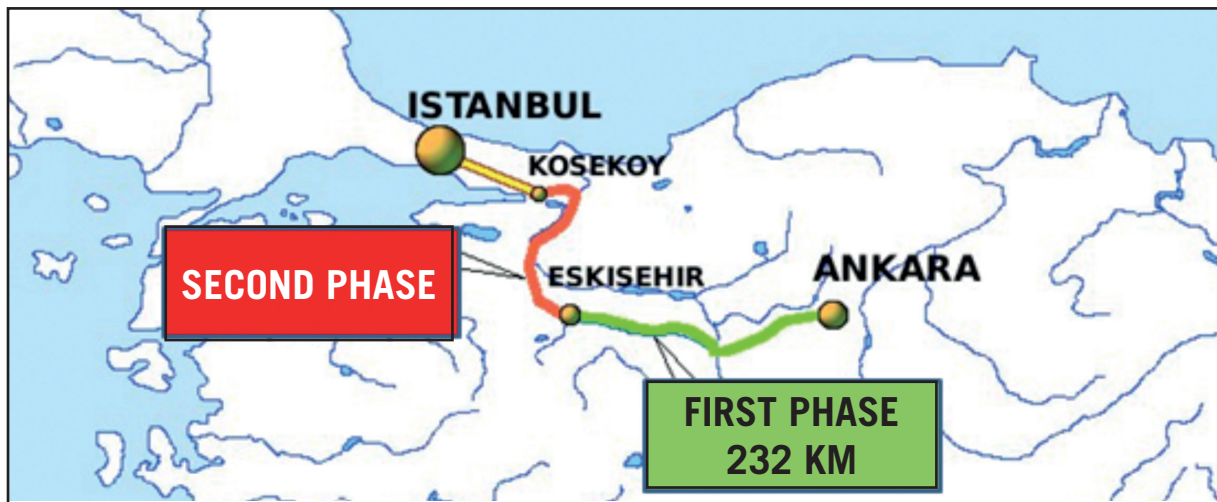 ISTANBUL
KOSEKOY
SECOND PHASE
ESKISEHIR
ANKARA
FIRST PHASE
232 KM